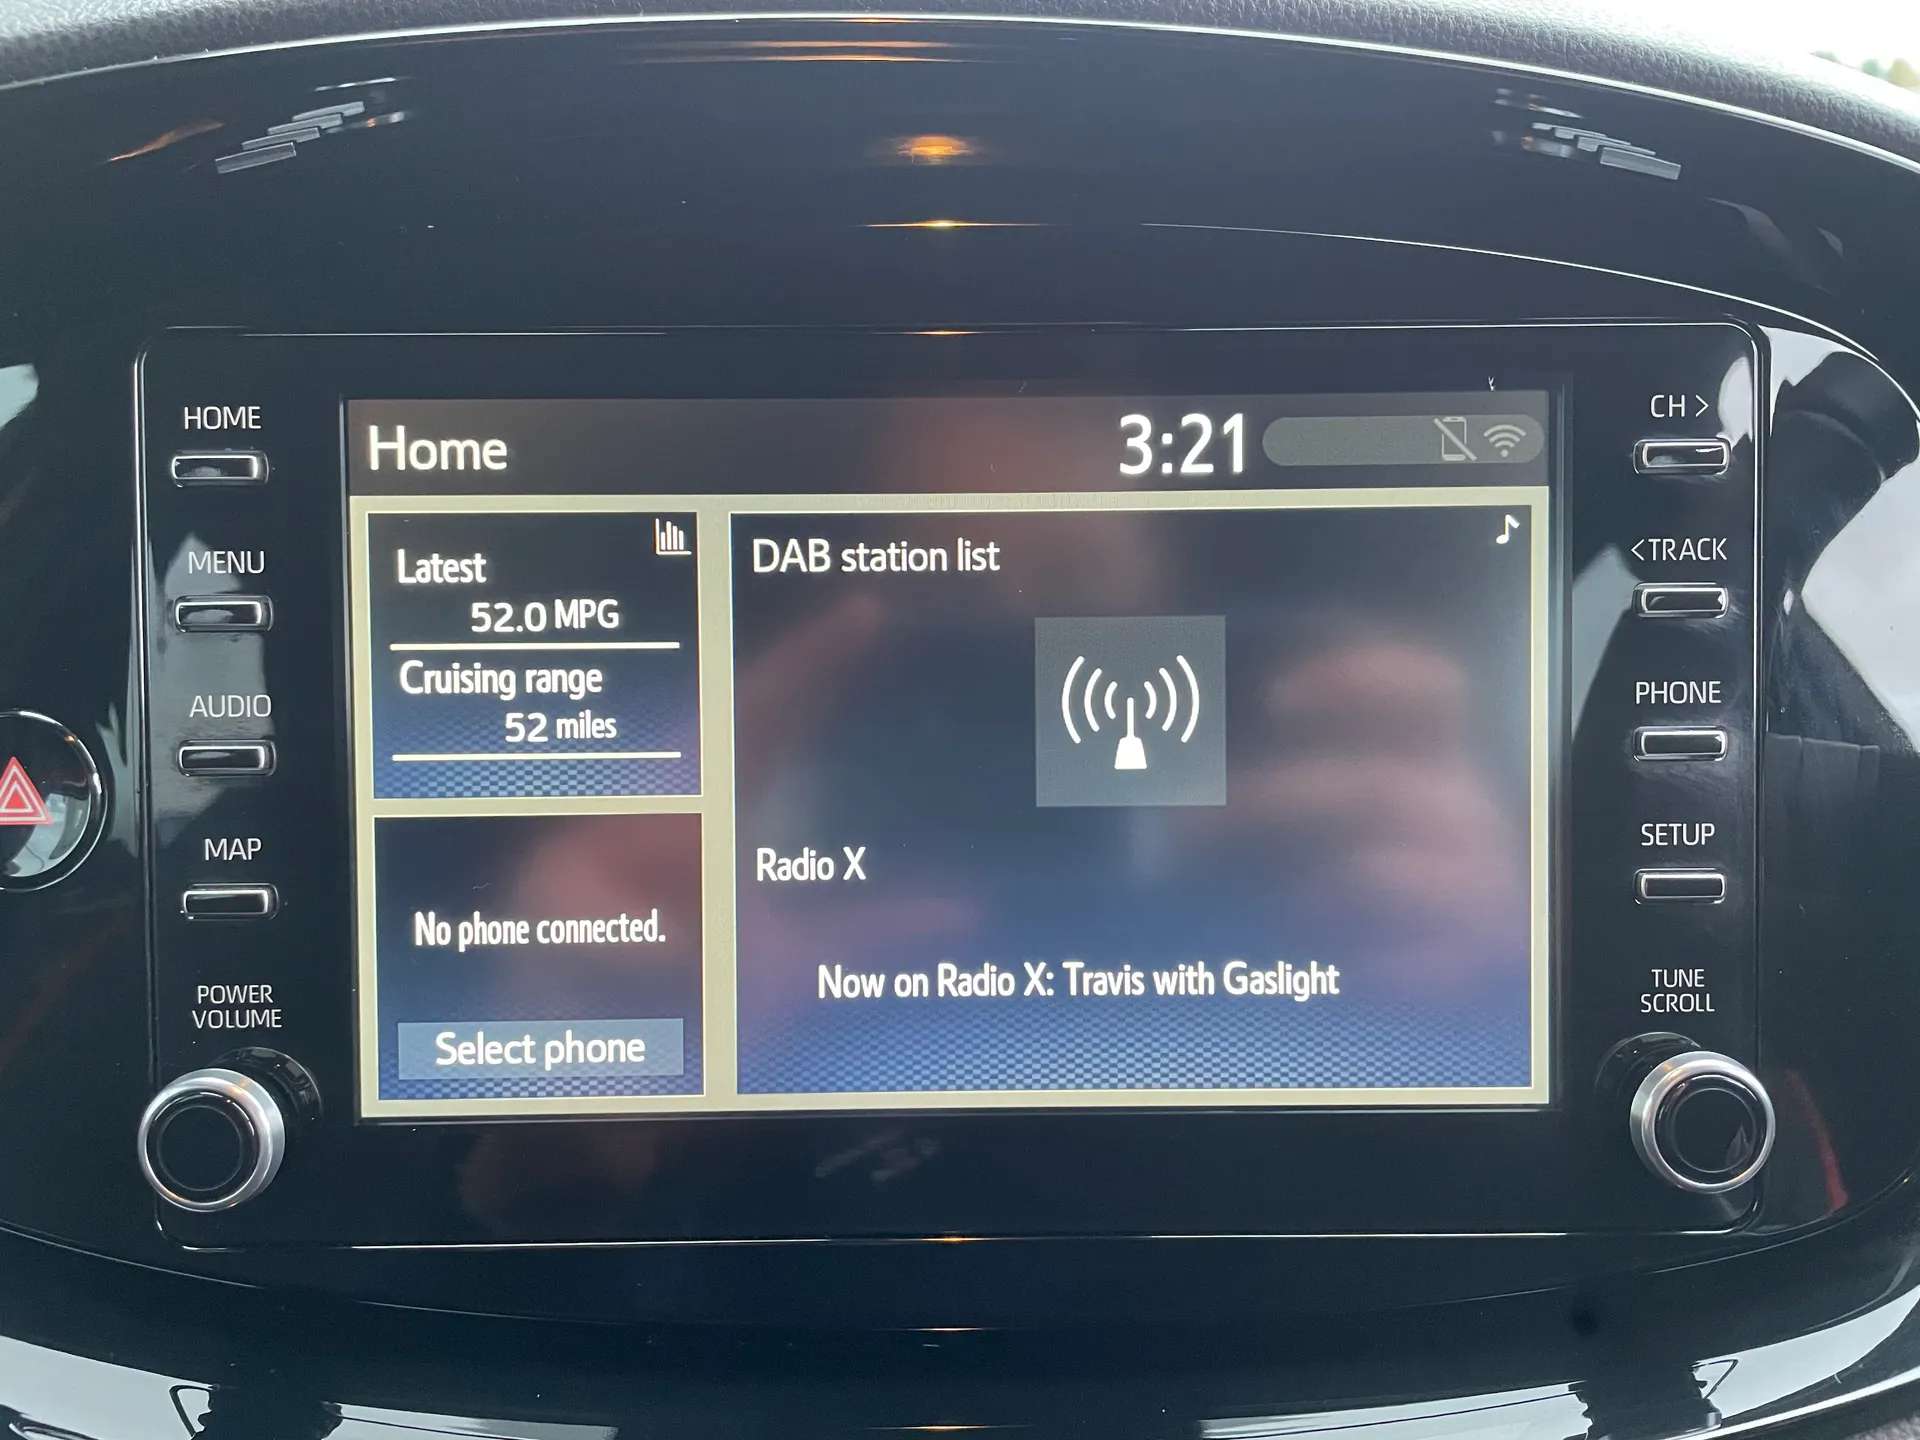 HOME
MENU
AUDIO
MAP
POWER
VOLUME
Home
3:21
Latest
52.0 MPG
Cruising range
52 miles
No phone connected.
Select phone
DAB station list
Radio X
Now on Radio X: Travis with Gaslight
CH >
<TRACK
PHONE
SETUP
TUNE
SCROLL